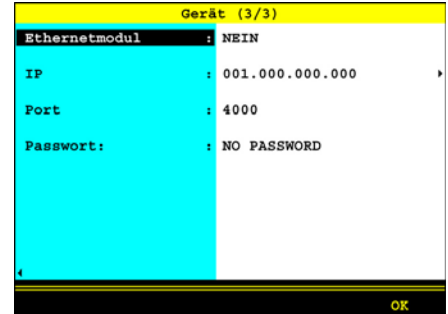 Gerät (3/3)
Ethernetmodul : NEIN
IP : 001.000.000.000
Port : 4000
Passwort: : NO PASSWORD
OK